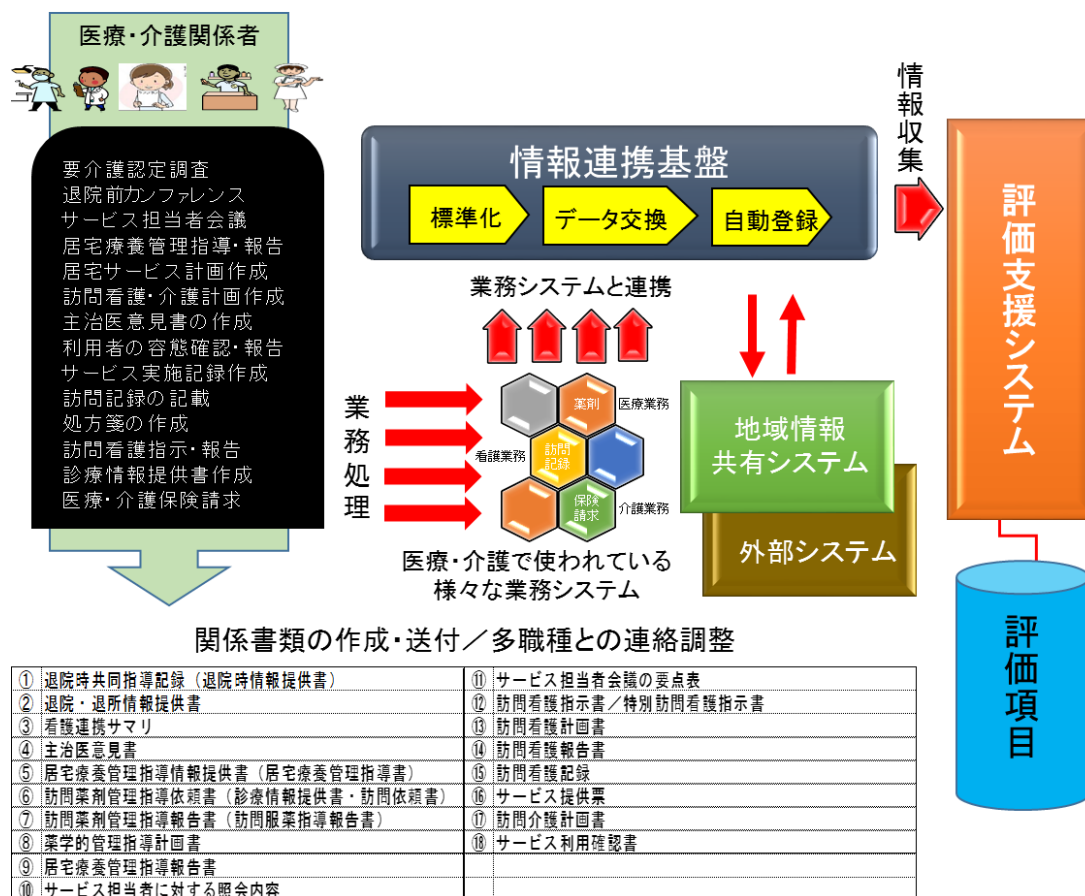 医療・介護関係者
要介護認定調査
退院前カンファレンス
サービス担当者会議
居宅療養管理指導・報告
居宅サービス計画作成
訪問看護・介護計画作成
主治医意見書の作成
利用者の容態確認・報告
サービス実施記録作成
訪問記録の記載
処方箋の作成
訪問看護指示・報告
診療情報提供書作成
医療・介護保険請求
業務処理
情報連携基盤
標準化
データ交換
自動登録
業務システムと連携
薬剤
医療業務
看護業務
訪問
記録
保険
請求
介護業務
医療・介護で使われている
様々な業務システム
地域情報
共有システム
外部システム
情報収集
評価支援システム
評価項目
関係書類の作成・送付／多職種との連絡調整
① 退院時共同指導記録（退院時情報提供書）
② 退院・退所情報提供書
③ 看護連携サマリ
④ 主治医意見書
⑤ 居宅療養管理指導情報提供書（居宅療養管理指導書）
⑥ 訪問薬剤管理指導依頼書（診療情報提供書・訪問依頼書）
⑦ 訪問薬剤管理指導報告書（訪問服薬指導報告書）
⑧ 薬学的管理指導計画書
⑨ 居宅療養管理指導報告書
⑩ サービス担当者に対する照会内容
⑪ サービス担当者会議の要点表
⑫ 訪問看護指示書／特別訪問看護指示書
⑬ 訪問看護計画書
⑭ 訪問看護報告書
⑮ 訪問看護記録
⑯ サービス提供票
⑰ 訪問介護計画書
⑱ サービス利用確認書